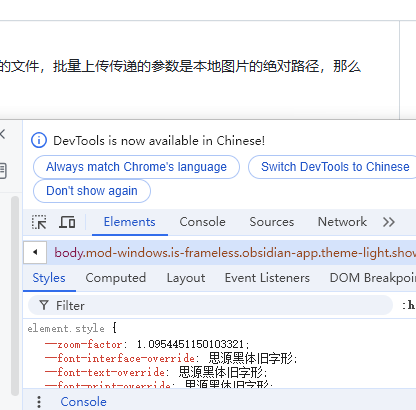 的文件，批量上传传递的参数是本地图片的绝对路径，那么
DevTools is now available in Chinese!
Always match Chrome's language
Switch DevTools to Chinese
Don't show again
Elements
Console
Sources
Network
body.mod-windows.is-frameless.obsidian-app.theme-light.show
Styles
Computed
Layout
Event Listeners
DOM Breakpoin
Filter
:h
element.style {
--zoom-factor: 1.0954451150103321;
--font-interface-override: 思源黑体旧字形;
--font-text-override: 思源黑体旧字形;
--font-print-override: 思源黑体旧字形;
Console